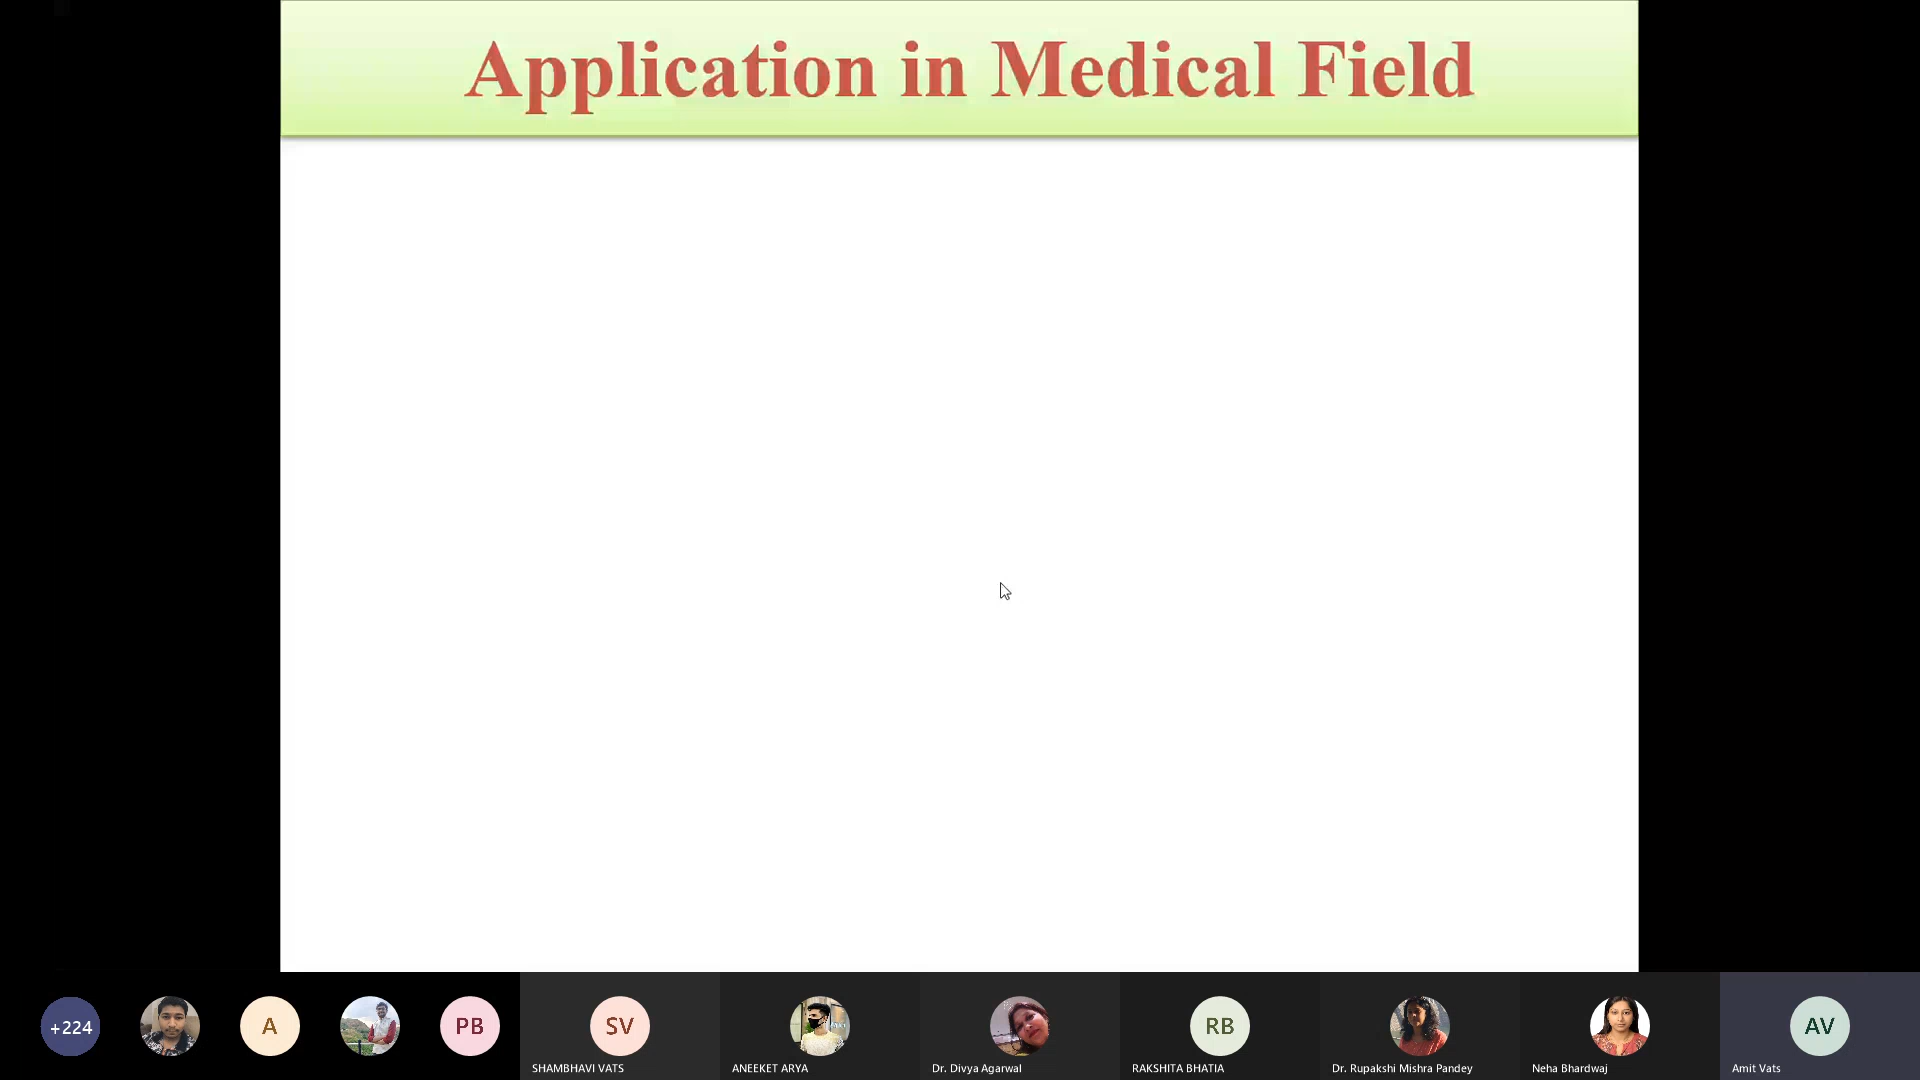 Application in Medical Field
+224
A
PB
SV
RB
AV
SHAMBHAVI VATS
ANEEKET ARYA
Dr. Divya Agarwal
RAKSHITA BHATIA
Dr. Rupakshi Mishra Pandey
Neha Bhardwaj
Amit Vats